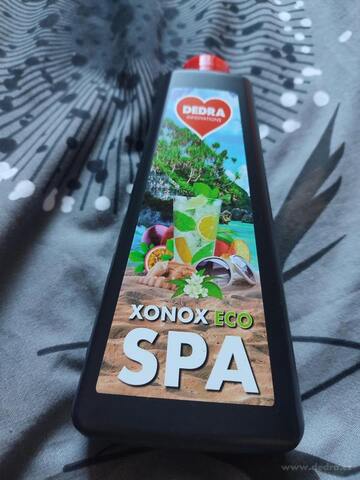 DEDRA
INNOVATIONS
XONOX ECO
SPA
www.dedra.cz